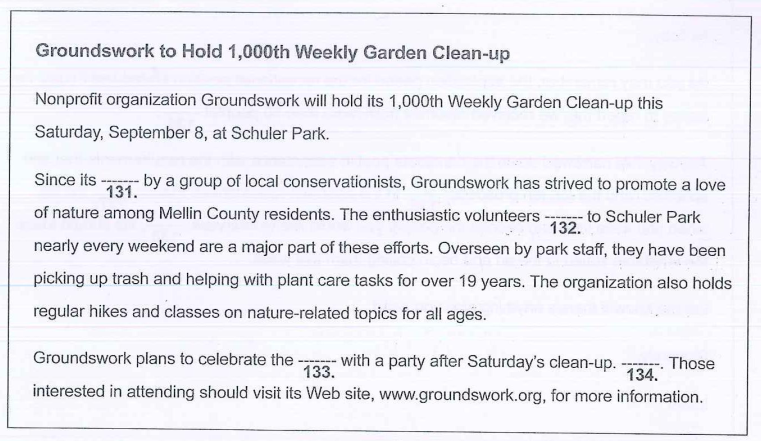 Groundswork to Hold 1,000th Weekly Garden Clean-up
Nonprofit organization Groundswork will hold its 1,000th Weekly Garden Clean-up this
Saturday, September 8, at Schuler Park.
Since its ------- by a group of local conservationists, Groundswork has strived to promote a love
131.
of nature among Mellin County residents. The enthusiastic volunteers ------- to Schuler Park
132.
nearly every weekend are a major part of these efforts. Overseen by park staff, they have been
picking up trash and helping with plant care tasks for over 19 years. The organization also holds
regular hikes and classes on nature-related topics for all ages.
Groundswork plans to celebrate the ------- with a party after Saturday's clean-up. -------. Those
133. 134.
interested in attending should visit its Web site, www.groundswork.org, for more information.